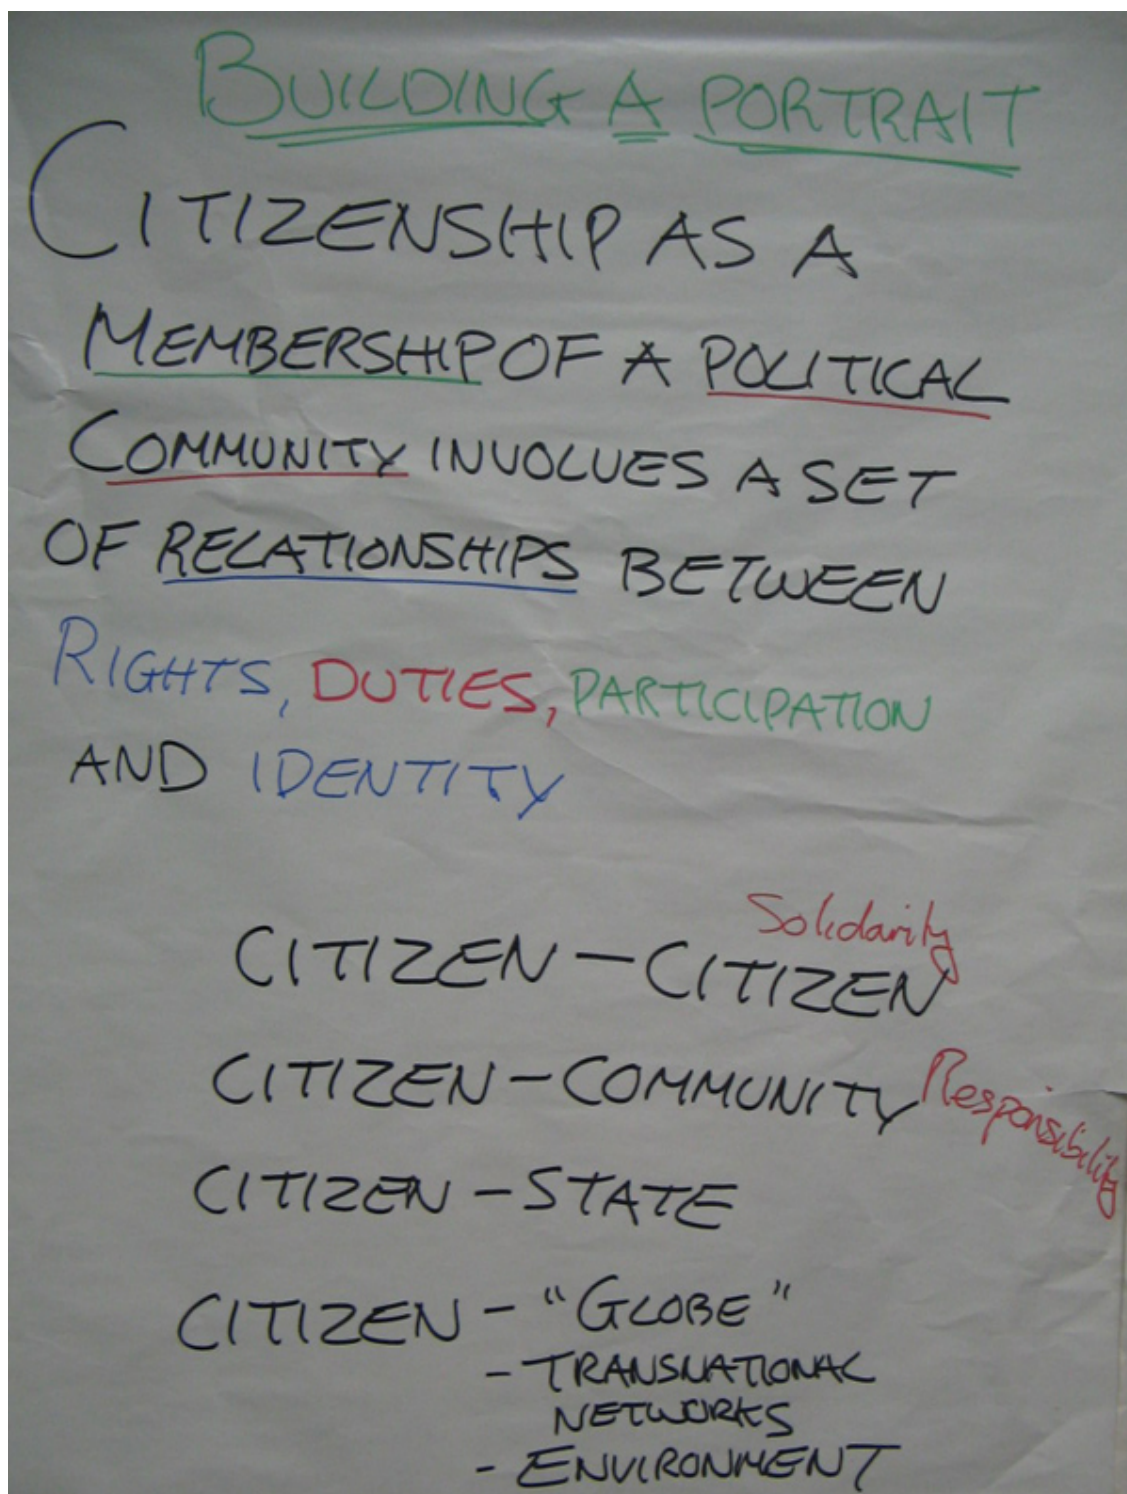 BUILDING A PORTRAIT
CITIZENSHIP AS A
MEMBERSHIP OF A POLITICAL
COMMUNITY INVOLVES A SET
OF RELATIONSHIPS BETWEEN
RIGHTS, DUTIES, PARTICIPATION
AND IDENTITY
Solidarity
CITIZEN – CITIZEN
CITIZEN – COMMUNITY Responsibility
CITIZEN – STATE
CITIZEN – "GLOBE"
- TRANSNATIONAL
NETWORKS
- ENVIRONMENT